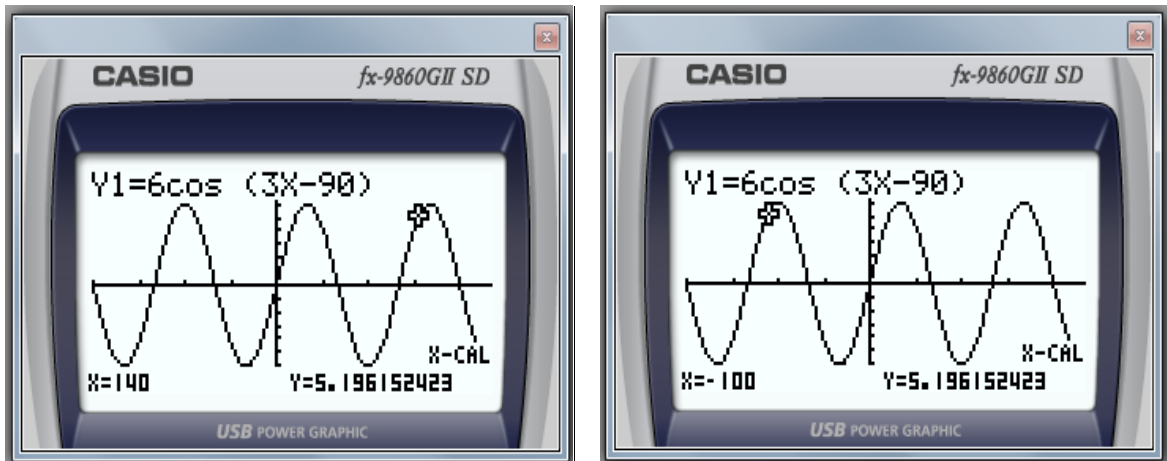 x
CASIO fx-9860GII SD
Y1=6cos (3X-90)
X-CAL
X=140 Y=5.196152423
USB POWER GRAPHIC
x
CASIO fx-9860GII SD
Y1=6cos (3X-90)
X-CAL
X=-100 Y=5.196152423
USB POWER GRAPHIC